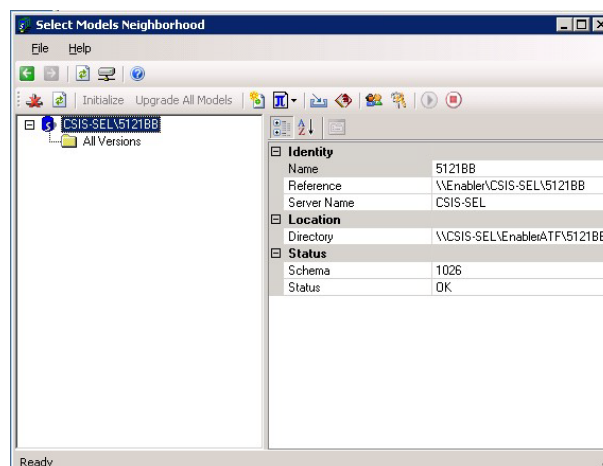 Select Models Neighborhood
File Help
Initialize Upgrade All Models
CSIS-SEL\5121BB
All Versions
Identity
Name 5121BB
Reference \\Enabler\CSIS-SEL\5121BB
Server Name CSIS-SEL
Location
Directory \\CSIS-SEL\EnablerATF\5121BB
Status
Schema 1026
Status OK
Ready